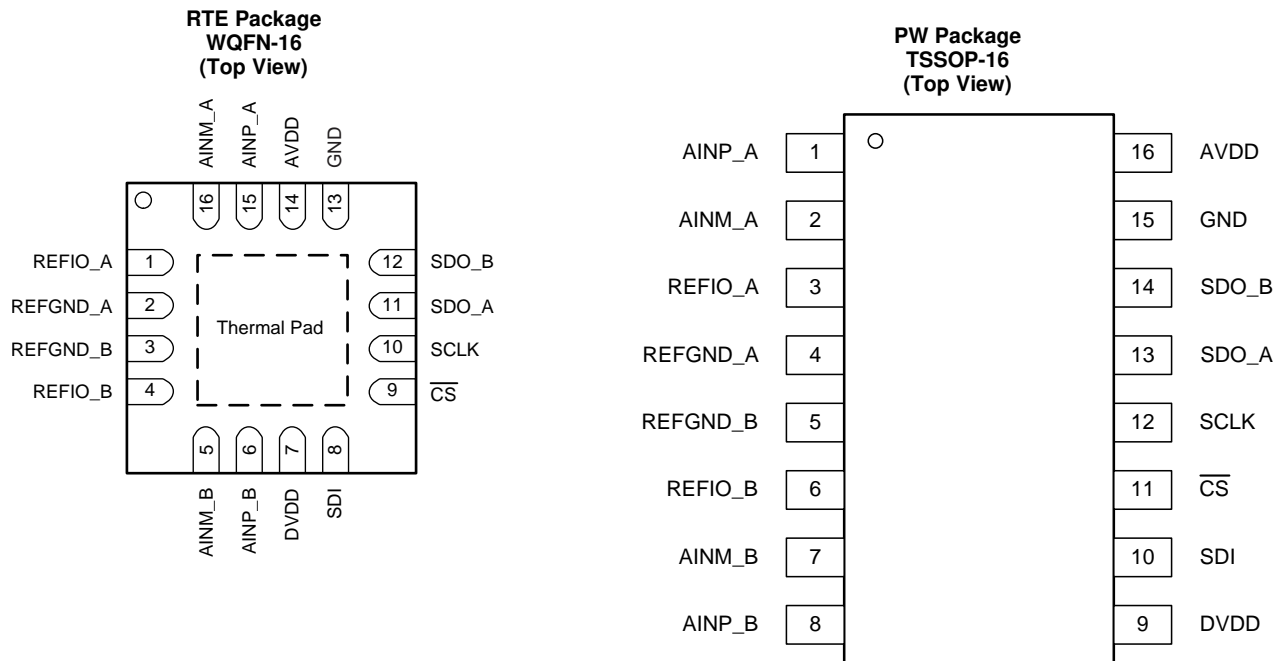 RTE Package
WQFN-16
(Top View)
AINM_A
AINP_A
AVDD
GND
16
15
14
13
REFIO_A 1
REFGND_A 2
REFGND_B 3
REFIO_B 4
Thermal Pad
12 SDO_B
11 SDO_A
10 SCLK
9 C̅S̅
5
6
7
8
AINM_B
AINP_B
DVDD
SDI
PW Package
TSSOP-16
(Top View)
AINP_A 1
AINM_A 2
REFIO_A 3
REFGND_A 4
REFGND_B 5
REFIO_B 6
AINM_B 7
AINP_B 8
16 AVDD
15 GND
14 SDO_B
13 SDO_A
12 SCLK
11 C̅S̅
10 SDI
9 DVDD